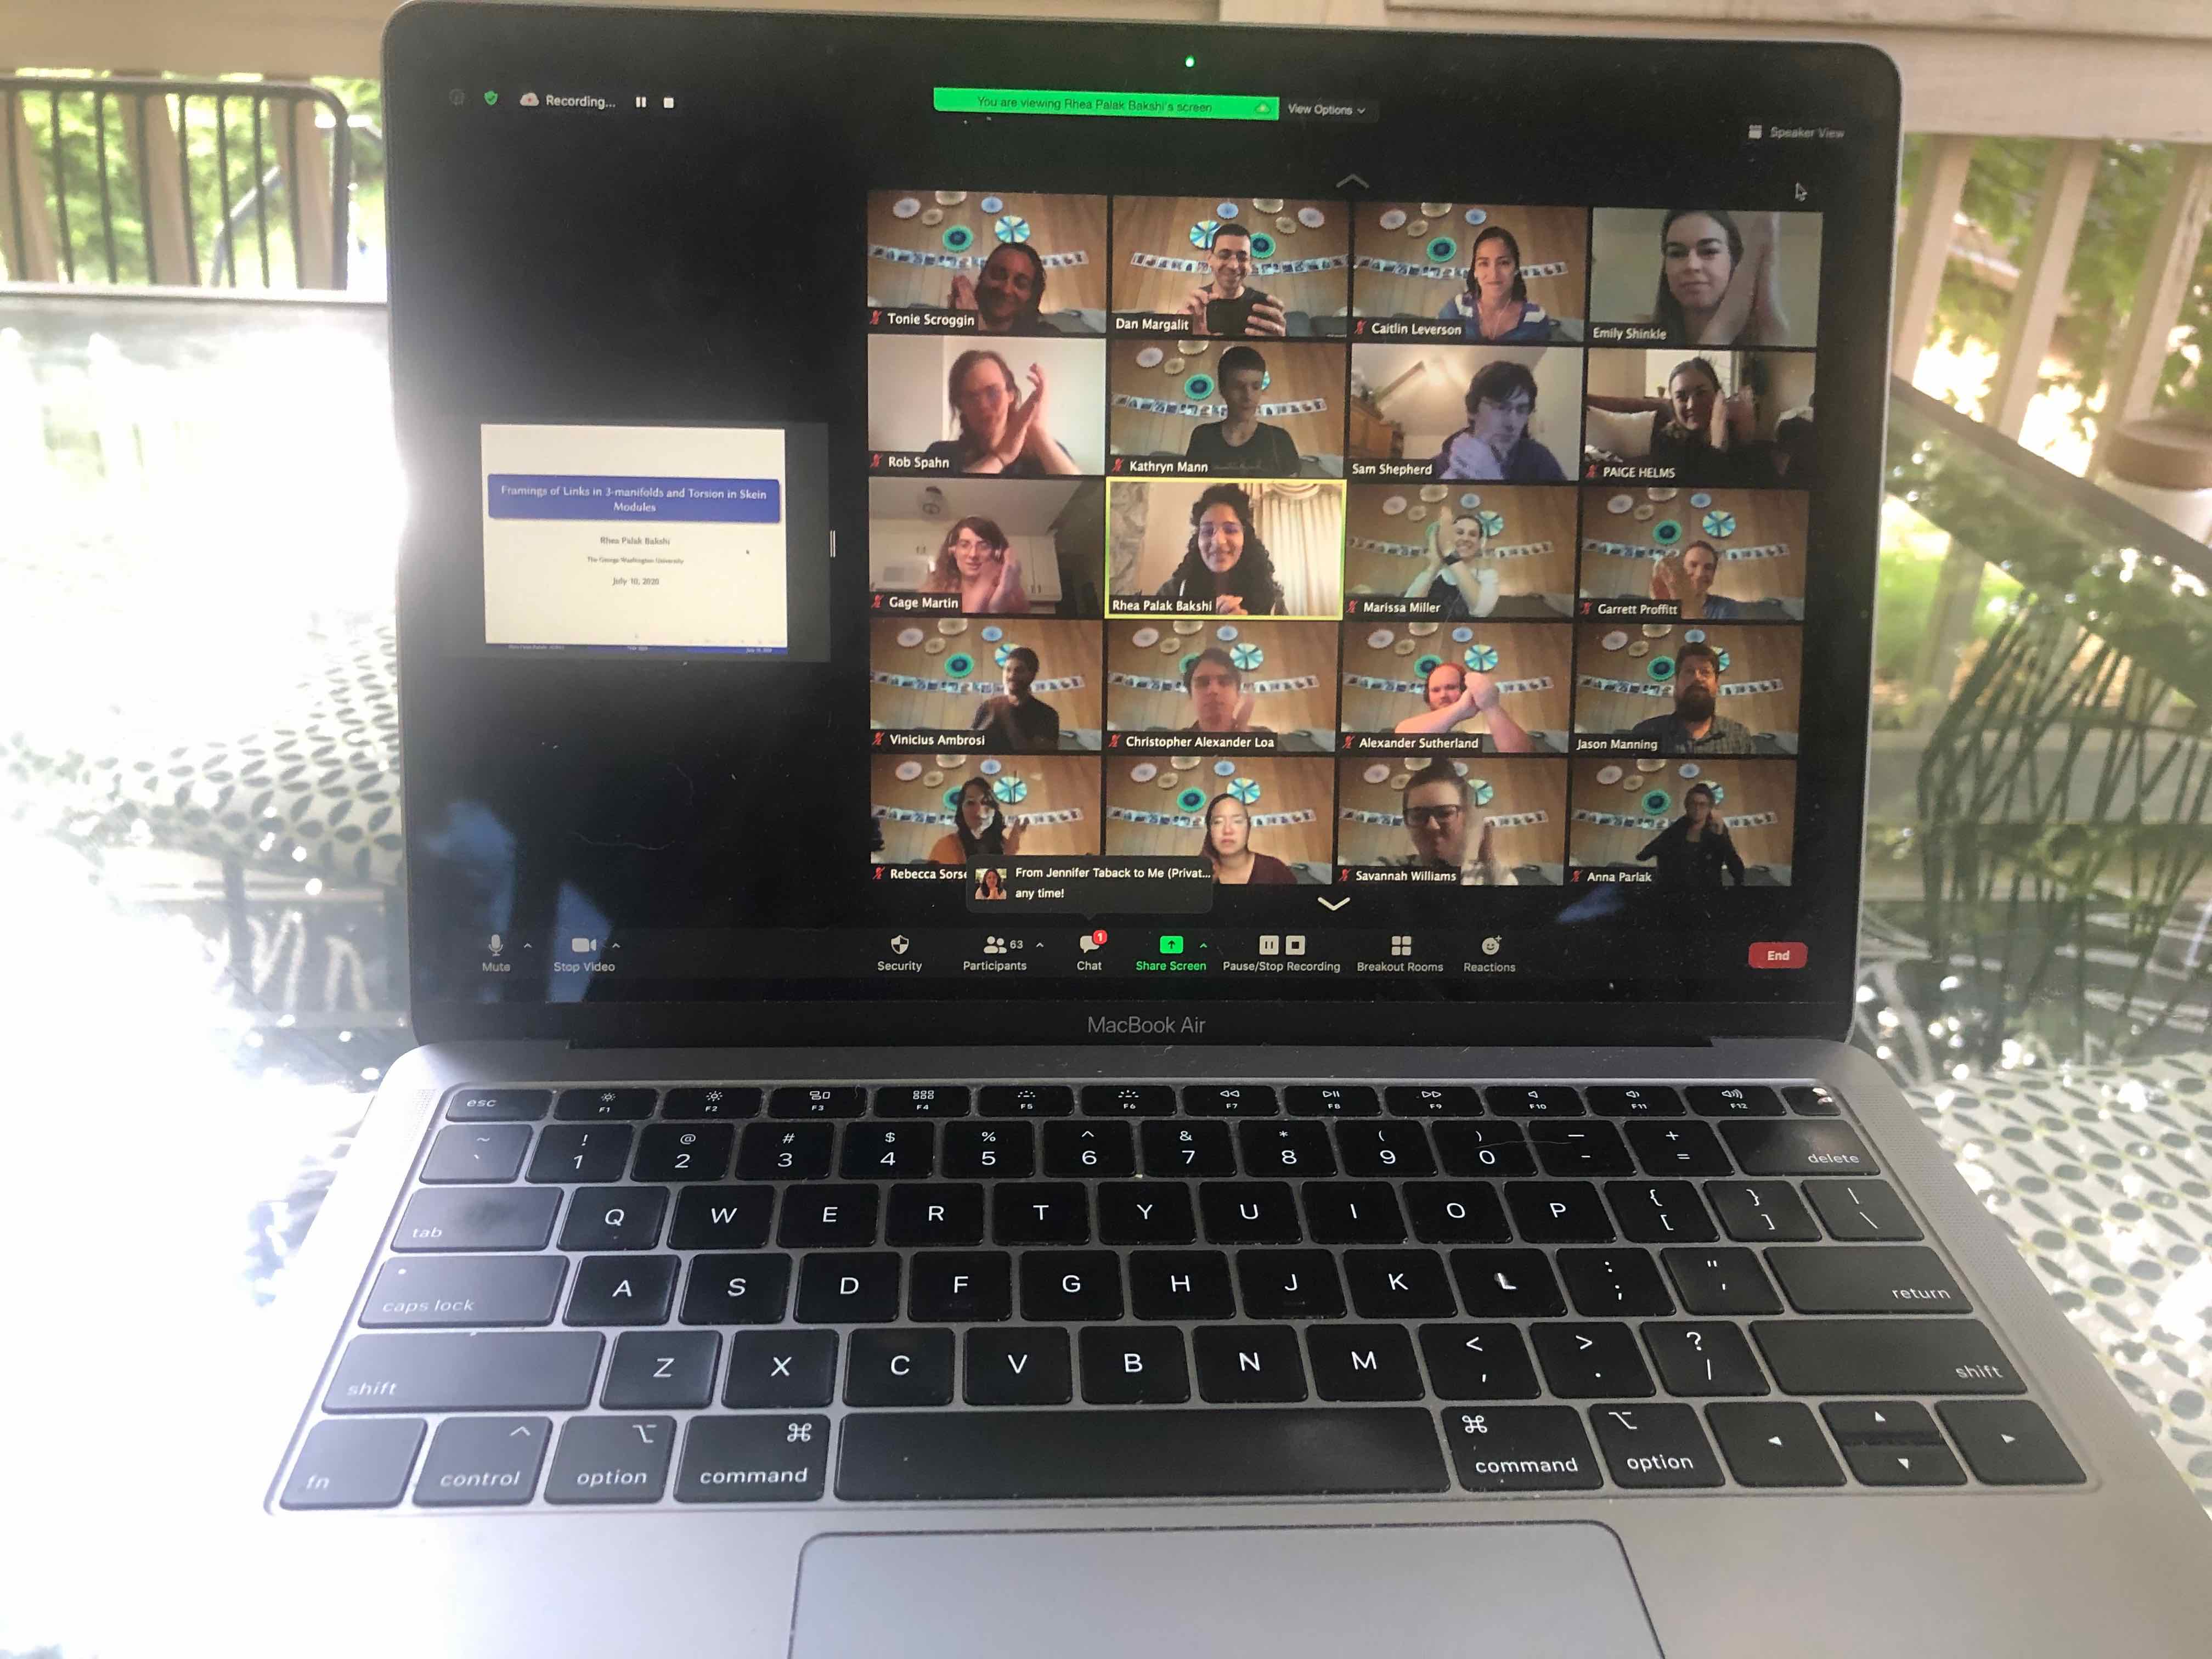 Recording...
You are viewing Rhea Palak Bakshi's screen
View Options
Speaker View
Tonie Scroggin
Dan Margalit
Caitlin Leverson
Emily Shinkle
Rob Spahn
Kathryn Mann
Sam Shepherd
PAIGE HELMS
Framings of Links in 3-manifolds and Torsion in Skein
Modules
Rhea Palak Bakshi
The George Washington University
July 10, 2020
Gage Martin
Rhea Palak Bakshi
Marissa Miller
Garrett Proffitt
Vinicius Ambrosi
Christopher Alexander Loa
Alexander Sutherland
Jason Manning
Rebecca Sorse
From Jennifer Taback to Me (Privat...
any time!
Savannah Williams
Anna Parlak
Mute
Stop Video
Security
63
Participants
1
Chat
Share Screen
Pause/Stop Recording
Breakout Rooms
Reactions
End
MacBook Air
esc F1 F2 F3 F4 F5 F6 F7 F8 F9 F10 F11 F12
~ ! @ # $ % ^ & * ( ) — +
` 1 2 3 4 5 6 7 8 9 0 - = delete
tab Q W E R T Y U I O P { [ } ] | \
caps lock A S D F G H J K L : ; " ' return
shift Z X C V B N M < , > . ? / shift
fn control option command command option